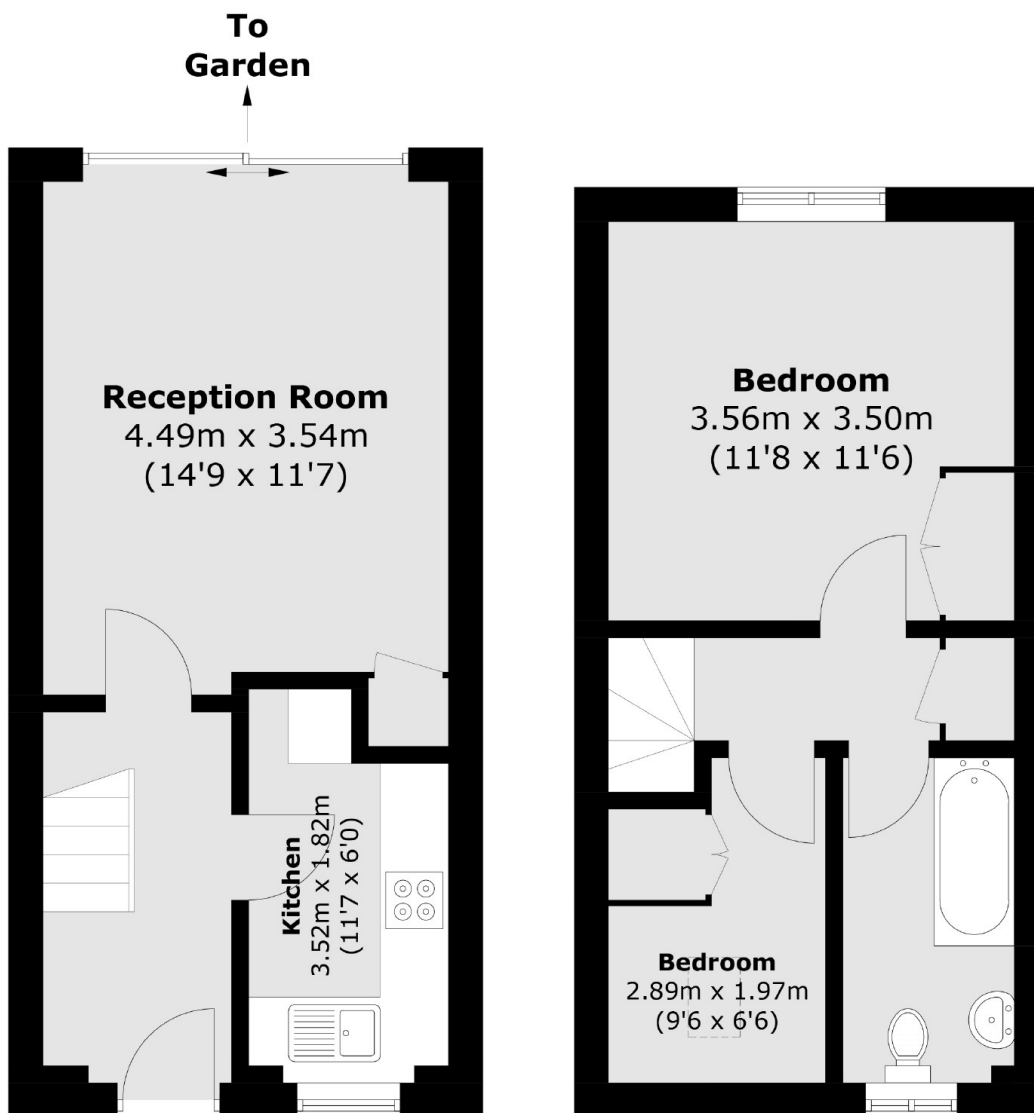 To
Garden
Reception Room
4.49m x 3.54m
(14'9 x 11'7)
Kitchen
3.52m x 1.82m
(11'7 x 6'0)
Bedroom
3.56m x 3.50m
(11'8 x 11'6)
Bedroom
2.89m x 1.97m
(9'6 x 6'6)